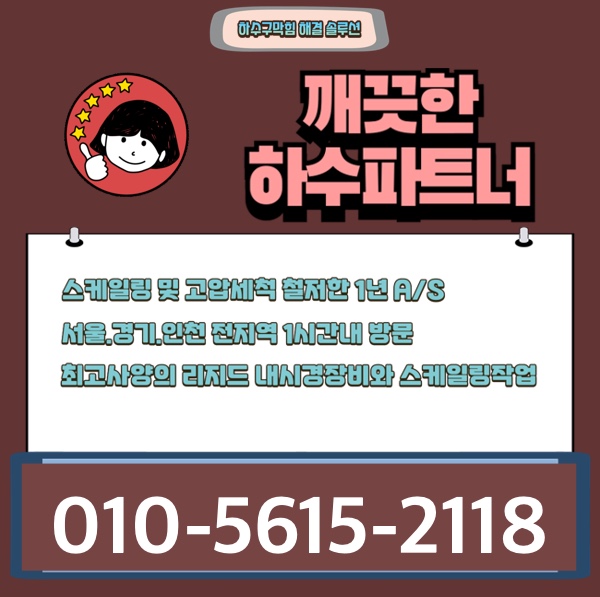 하수구막힘 해결 솔루션
깨끗한
하수파트너
스케일링 및 고압세척 철저한 1년 A/S
서울,경기,인천 전지역 1시간내 방문
최고사양의 리지드 내시경장비와 스케일링작업
010-5615-2118